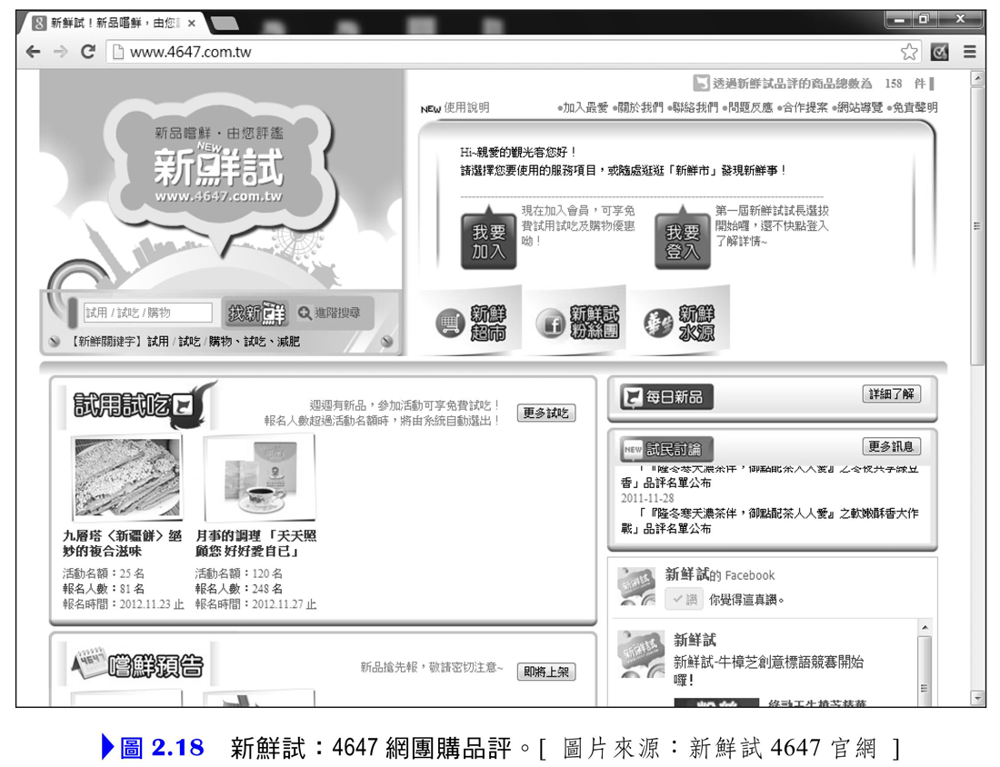 新鮮試！新品嚐鮮，由您
www.4647.com.tw
透過新鮮試品評的商品總數為 158 件
NEW 使用說明
●加入最愛 ●關於我們 ●聯絡我們 ●問題反應 ●合作提案 ●網站導覽 ●免責聲明
新品嚐鮮・由您評鑑
NEW
新鮮試
www.4647.com.tw
Hi~親愛的觀光客您好！
請選擇您要使用的服務項目，或隨處逛逛「新鮮市」發現新鮮事！
我要加入
現在加入會員，可享免
費試用試吃及購物優惠
呦！
我要登入
第一屆新鮮試試長選拔
開始囉，還不快點登入
了解詳情~
試用 / 試吃 / 購物
找新鮮
進階搜尋
【新鮮關鍵字】試用 / 試吃 / 購物、試吃、減肥
新鮮超市
新鮮試粉絲團
新鮮水源
試用試吃
週週有新品，參加活動可享免費試吃！
報名人數超過活動名額時，將由系統自動選出！
更多試吃
九層塔〈新疆餅〉絕
妙的複合滋味
活動名額：25 名
報名人數：81 名
報名時間：2012.11.23 止
月事的調理「天天照
顧您 好好愛自已」
活動名額：120 名
報名人數：248 名
報名時間：2012.11.27 止
每日新品
詳細了解
NEW 試民討論
更多訊息
「『隆冬寒天濃茶伴，御點配茶人人愛』之冬夜共享綠豆
香」品評名單公布
2011-11-28
「『隆冬寒天濃茶伴，御點配茶人人愛』之軟嫩酥香大作
戰」品評名單公布
新鮮試的 Facebook
讚
你覺得這真讚。
新鮮試
新鮮試-牛樟芝創意標語競賽開始
囉！
4647
嚐鮮預告
新品搶先報，敬請密切注意~
即將上架
圖 2.18 新鮮試：4647 網團購品評。[ 圖片來源：新鮮試 4647 官網 ]